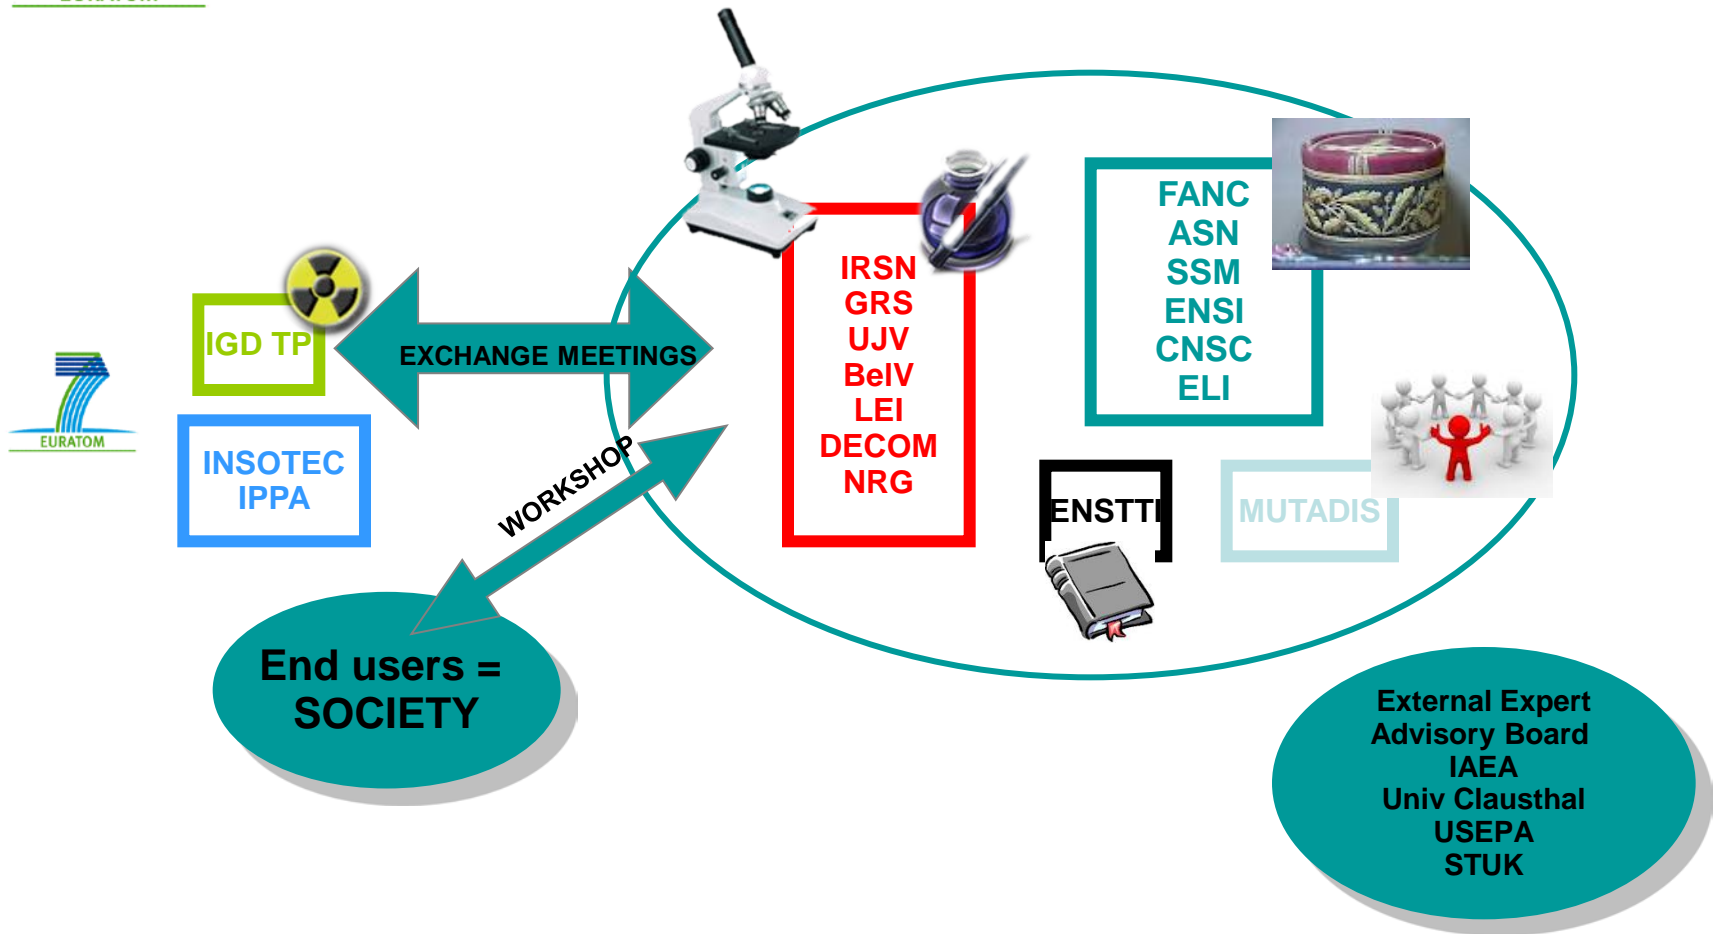 EURATOM
IGD TP
EXCHANGE MEETINGS
EURATOM
INSOTEC
IPPA
WORKSHOP
End users =
SOCIETY
IRSN
GRS
UJV
BelV
LEI
DECOM
NRG
FANC
ASN
SSM
ENSI
CNSC
ELI
ENSTTI
MUTADIS
External Expert
Advisory Board
IAEA
Univ Clausthal
USEPA
STUK